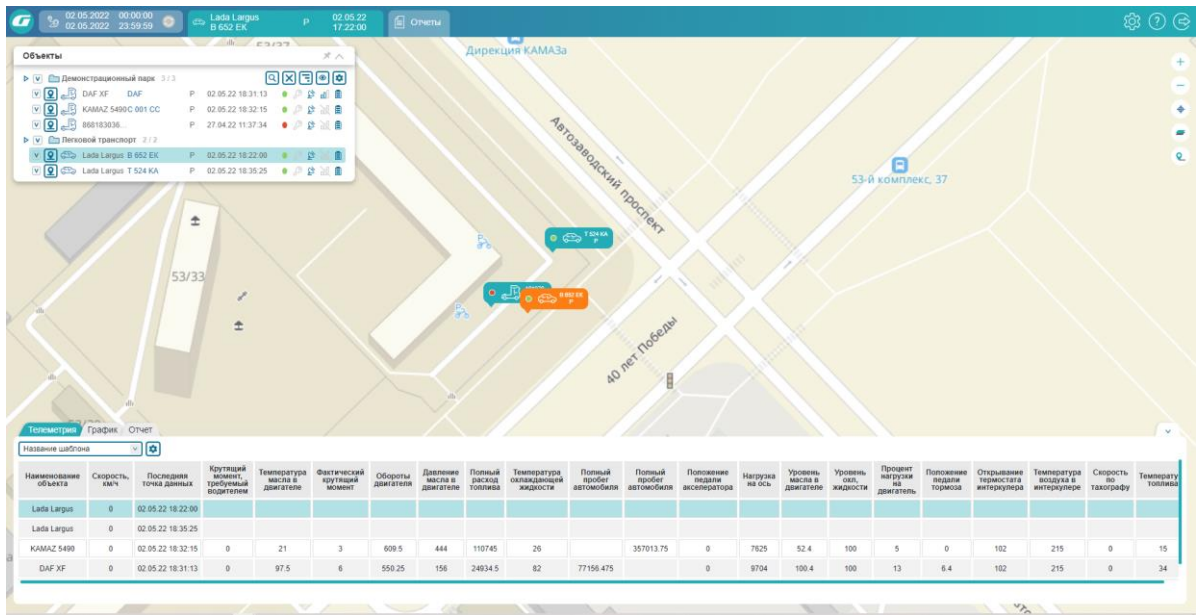 02.05.2022 00:00:00
02.05.2022 23:59:59
Lada Largus
В 652 ЕК
P
02.05.22
17:22:00
Отчеты
Объекты
Демонстрационный парк 3 / 3
DAF XF DAF P 02.05.22 18:31:13
KAMAZ 5490 C 001 CC P 02.05.22 18:32:15
868183036... P 27.04.22 11:37:34
Легковой транспорт 2 / 2
Lada Largus В 652 ЕК P 02.05.22 18:22:00
Lada Largus Т 524 КА P 02.05.22 18:35:25
Дирекция КАМАЗа
Автозаводский проспект
53-й комплекс, 37
53/33
Т 524 КА
P
В 652 ЕК
P
40 лет Победы
Телеметрия График Отчет
Название шаблона
Наименование объекта
Скорость, км/ч
Последняя точка данных
Крутящий момент, требуемый водителем
Температура масла в двигателе
Фактический крутящий момент
Обороты двигателя
Давление масла в двигателе
Полный расход топлива
Температура охлаждающей жидкости
Полный пробег автомобиля
Полный пробег автомобиля
Положение педали акселератора
Нагрузка на ось
Уровень масла в двигателе
Уровень охл, жидкости
Процент нагрузки на двигатель
Положение педали тормоза
Открывание термостата интеркулера
Температура воздуха в интеркулере
Скорость по тахографу
Температу топлива
Lada Largus 0 02.05.22 18:22:00
Lada Largus 0 02.05.22 18:35:25
KAMAZ 5490 0 02.05.22 18:32:15 0 21 3 609.5 444 110745 26 357013.75 0 7625 52.4 100 5 0 102 215 0 15
DAF XF 0 02.05.22 18:31:13 0 97.5 6 550.25 156 24934.5 82 77156.475 0 9704 100.4 100 13 6.4 102 215 0 34